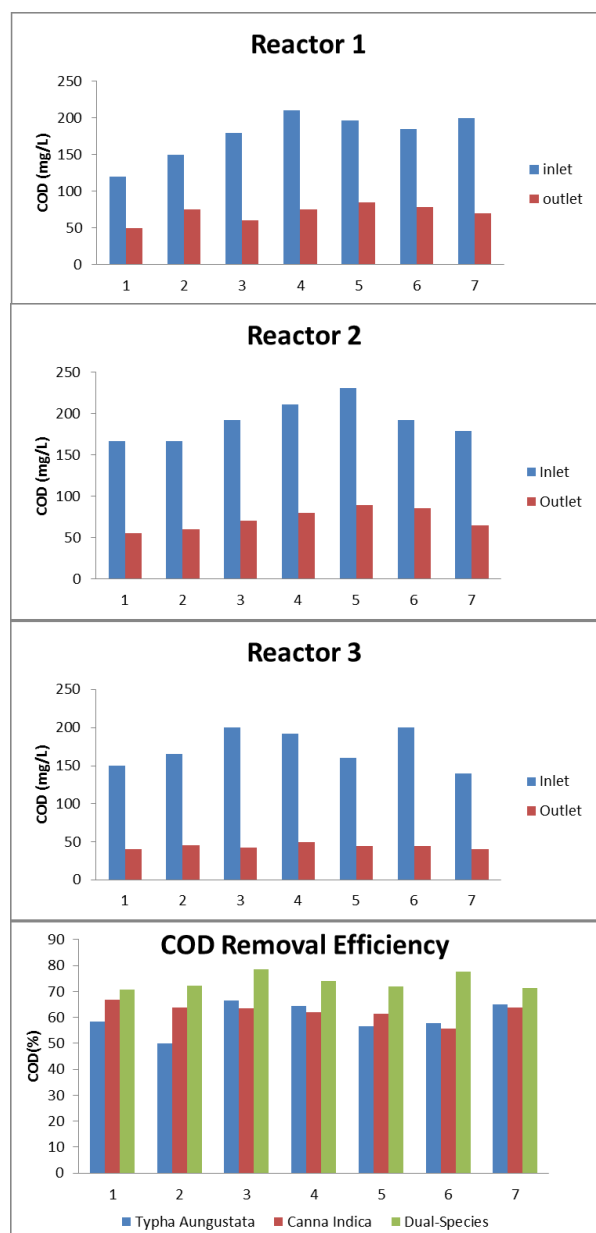 Reactor 1
COD (mg/L)
250
200
150
100
50
0
1 2 3 4 5 6 7
inlet
outlet
Reactor 2
COD (mg/L)
250
200
150
100
50
0
1 2 3 4 5 6 7
Inlet
Outlet
Reactor 3
COD (mg/L)
250
200
150
100
50
0
1 2 3 4 5 6 7
Inlet
Outlet
COD Removal Efficiency
COD(%)
90
80
70
60
50
40
30
20
10
0
1 2 3 4 5 6 7
Typha Aungustata Canna Indica Dual-Species